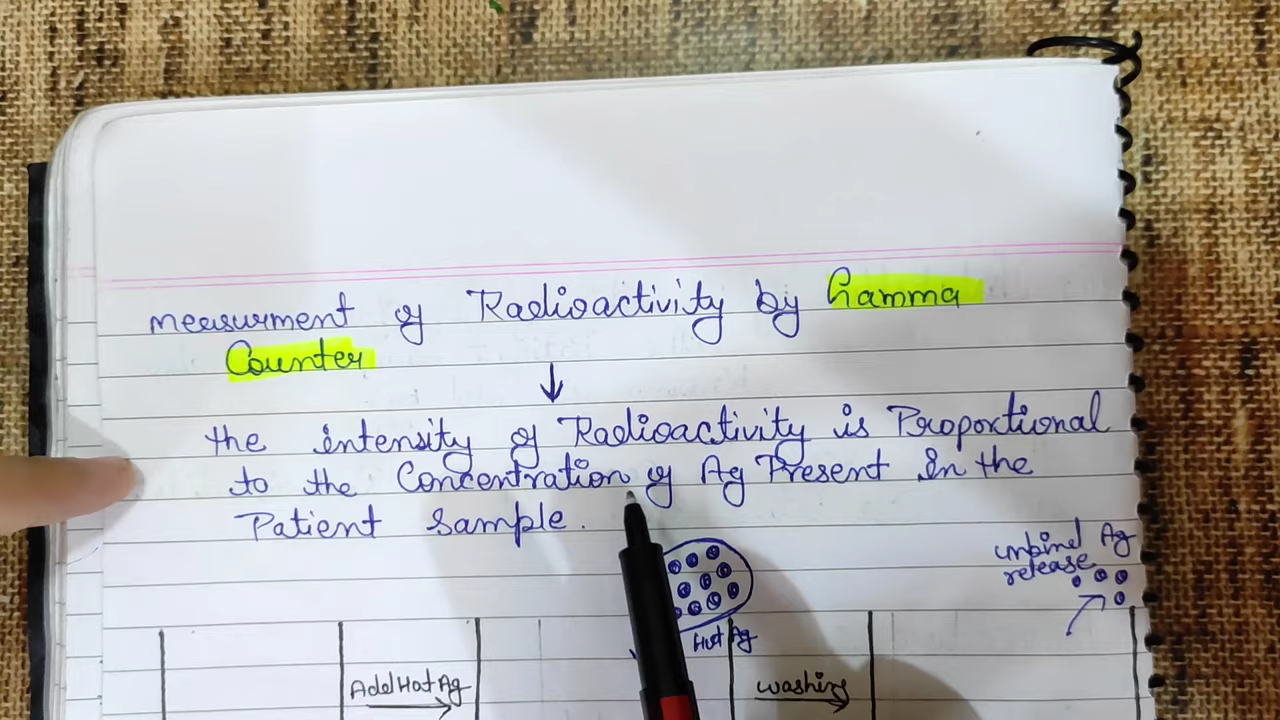 measurment of Radioactivity by Gamma
Counter
the intensity of Radioactivity is Proportional
to the Concentration of Ag Present in the
Patient sample.
unbind Ag
release
Hot Ag
Add Hot Ag
washing